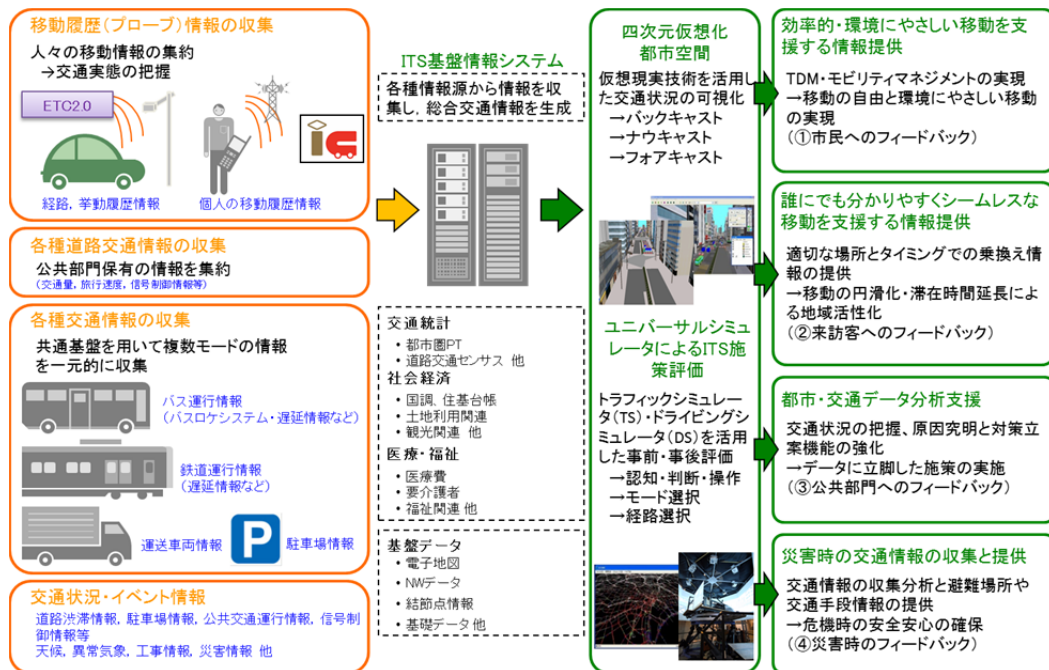 移動履歴(プローブ)情報の収集
人々の移動情報の集約
→交通実態の把握
ETC2.0
ic
経路, 挙動履歴情報
個人の移動履歴情報
各種道路交通情報の収集
公共部門保有の情報を集約
(交通量, 旅行速度, 信号制御情報等)
各種交通情報の収集
共通基盤を用いて複数モードの情報
を一元的に収集
バス運行情報
(バスロケシステム・遅延情報など)
鉄道運行情報
(遅延情報など)
運送車両情報
P
駐車場情報
交通状況・イベント情報
道路渋滞情報, 駐車場情報, 公共交通運行情報, 信号制
御情報等
天候, 異常気象, 工事情報, 災害情報 他
ITS基盤情報システム
各種情報源から情報を収
集し, 総合交通情報を生成
交通統計
• 都市圏PT
• 道路交通センサス 他
社会経済
• 国調, 住基台帳
• 土地利用関連
• 観光関連 他
医療・福祉
• 医療費
• 要介護者
• 福祉関連 他
基盤データ
• 電子地図
• NWデータ
• 結節点情報
• 基礎データ他
四次元仮想化
都市空間
仮想現実技術を活用し
た交通状況の可視化
→バックキャスト
→ナウキャスト
→フォアキャスト
ユニバーサルシミュ
レータによるITS施
策評価
トラフィックシミュレー
タ(TS)・ドライビングシ
ミュレータ(DS)を活用
した事前・事後評価
→認知・判断・操作
→モード選択
→経路選択
効率的・環境にやさしい移動を支
援する情報提供
TDM・モビリティマネジメントの実現
→移動の自由と環境にやさしい移動
の実現
(①市民へのフィードバック)
誰にでも分かりやすくシームレスな
移動を支援する情報提供
適切な場所とタイミングでの乗換え情
報の提供
→移動の円滑化・滞在時間延長によ
る地域活性化
(②来訪客へのフィードバック)
都市・交通データ分析支援
交通状況の把握、原因究明と対策立
案機能の強化
→データに立脚した施策の実施
(③公共部門へのフィードバック)
災害時の交通情報の収集と提供
交通情報の収集分析と避難場所や
交通手段情報の提供
→危機時の安全安心の確保
(④災害時のフィードバック)